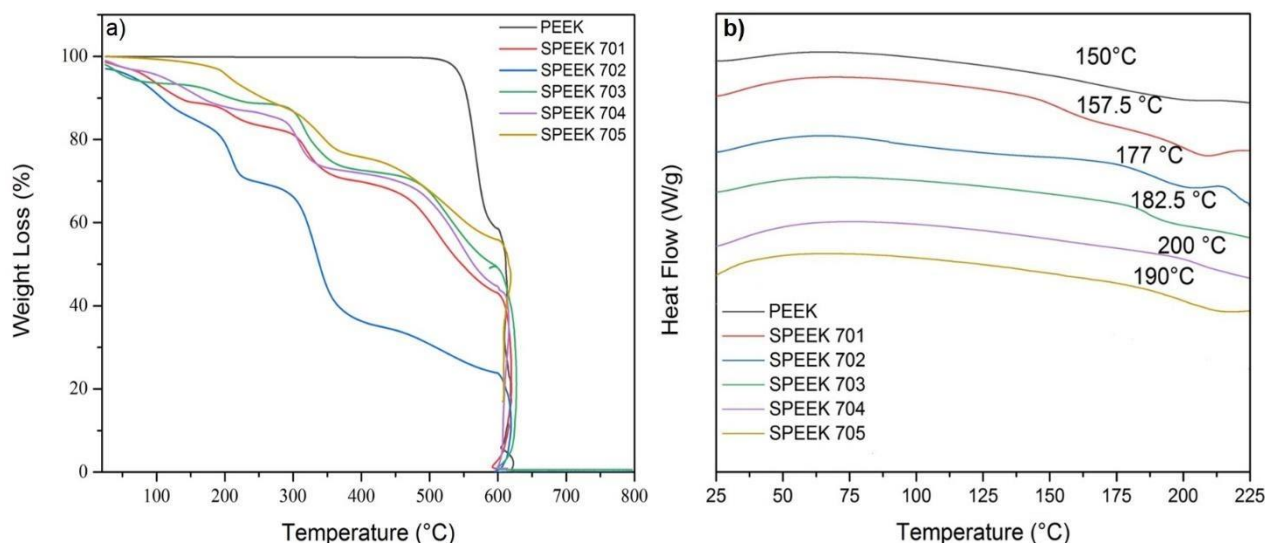 a)
PEEK
SPEEK 701
SPEEK 702
SPEEK 703
SPEEK 704
SPEEK 705
100
80
60
40
20
0
Weight Loss (%)
100 200 300 400 500 600 700 800
Temperature (°C)
b)
150°C
157.5 °C
177 °C
182.5 °C
200 °C
190°C
Heat Flow (W/g)
PEEK
SPEEK 701
SPEEK 702
SPEEK 703
SPEEK 704
SPEEK 705
25 50 75 100 125 150 175 200 225
Temperature (°C)